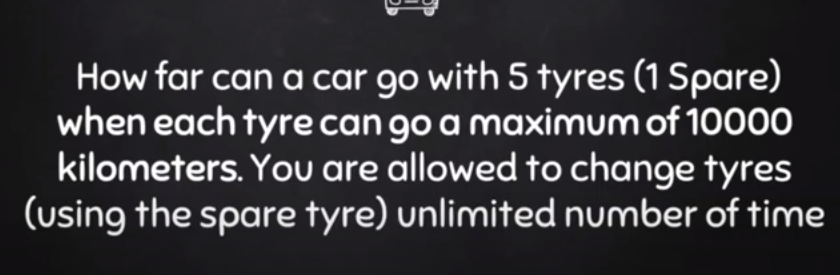 How far can a car go with 5 tyres (1 Spare)
when each tyre can go a maximum of 10000
kilometers. You are allowed to change tyres
(using the spare tyre) unlimited number of time